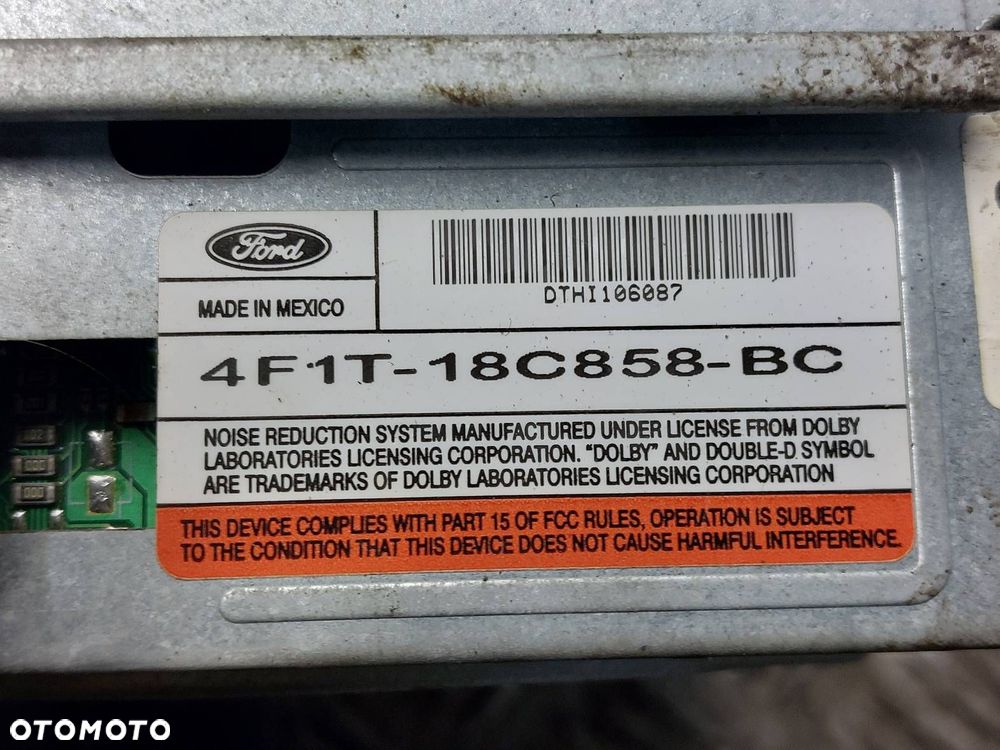 Ford
MADE IN MEXICO
DTHI106087
4F1T-18C858-BC
NOISE REDUCTION SYSTEM MANUFACTURED UNDER LICENSE FROM DOLBY
LABORATORIES LICENSING CORPORATION. "DOLBY" AND DOUBLE-D SYMBOL
ARE TRADEMARKS OF DOLBY LABORATORIES LICENSING CORPORATION
THIS DEVICE COMPLIES WITH PART 15 OF FCC RULES, OPERATION IS SUBJECT
TO THE CONDITION THAT THIS DEVICE DOES NOT CAUSE HARMFUL INTERFERENCE.
000
000
OTOMOTO